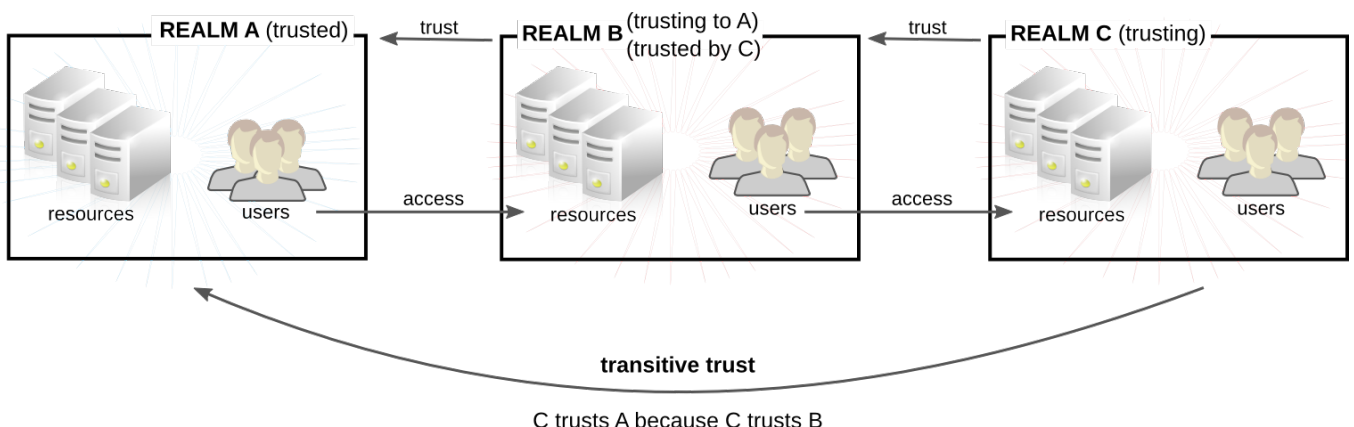 REALM A (trusted)
trust
REALM B (trusting to A)
(trusted by C)
trust
REALM C (trusting)
resources
users
access
resources
users
access
resources
users
transitive trust
C trusts A because C trusts B